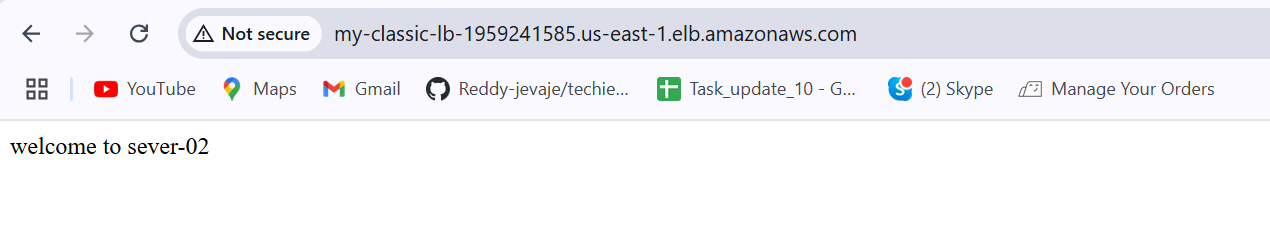 Not secure my-classic-lb-1959241585.us-east-1.elb.amazonaws.com
YouTube Maps Gmail Reddy-jevaje/techie... Task_update_10 - G... (2) Skype Manage Your Orders
welcome to sever-02